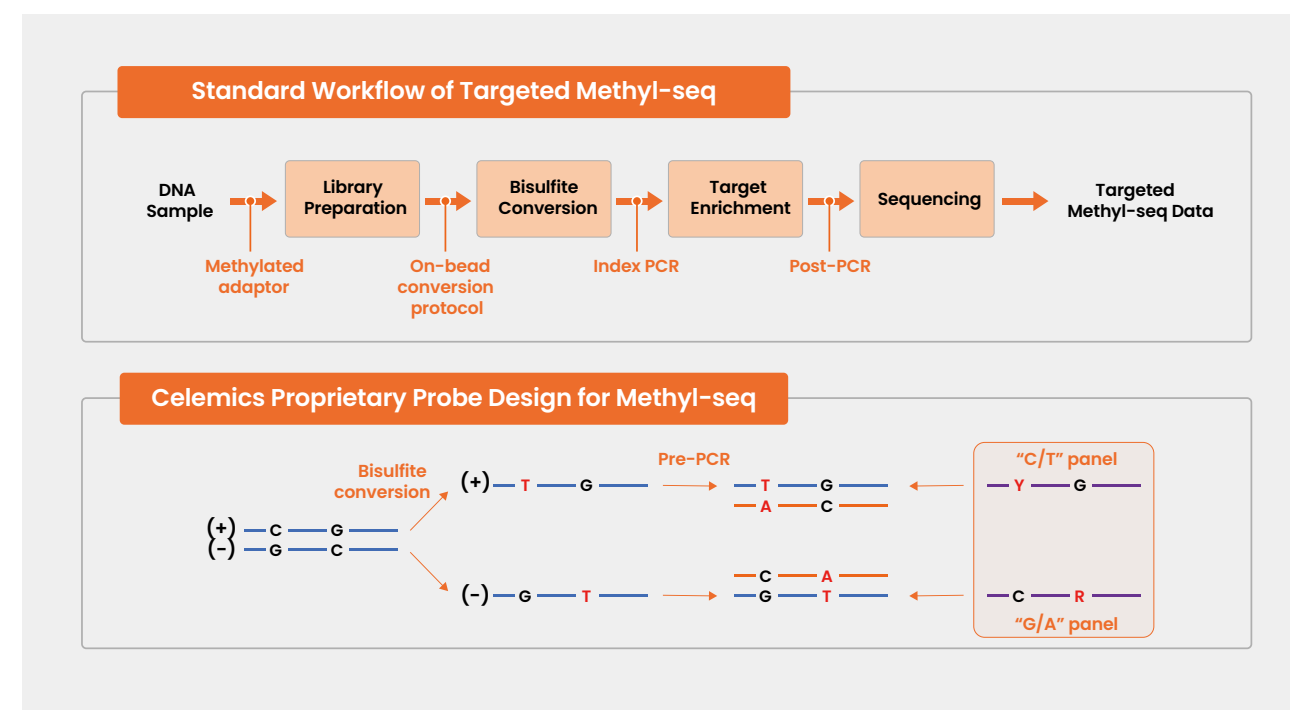 Standard Workflow of Targeted Methyl-seq
DNA
Sample
Library
Preparation
Bisulfite
Conversion
Target
Enrichment
Sequencing
Targeted
Methyl-seq Data
Methylated
adaptor
On-bead
conversion
protocol
Index PCR
Post-PCR
Celemics Proprietary Probe Design for Methyl-seq
Bisulfite
conversion
(+) C G
(−) G C
(+) T G
(−) G T
Pre-PCR
T G
A C
C A
G T
“C/T” panel
Y G
C R
“G/A” panel